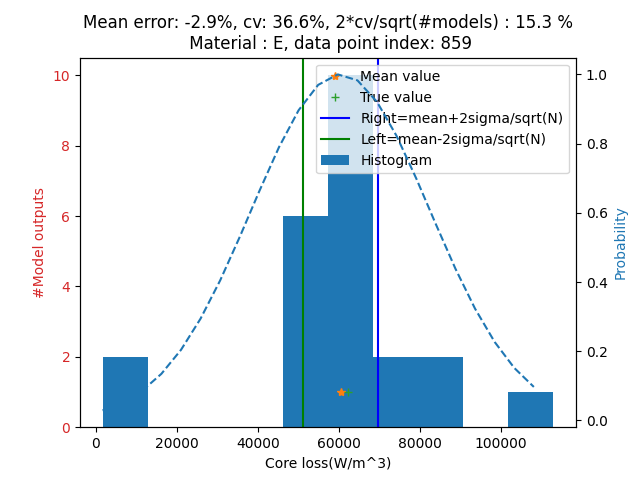 Mean error: -2.9%, cv: 36.6%, 2*cv/sqrt(#models) : 15.3 %
Material : E, data point index: 859
Mean value
True value
Right=mean+2sigma/sqrt(N)
Left=mean-2sigma/sqrt(N)
Histogram
#Model outputs
10
8
6
4
2
0
1.0
0.8
0.6
0.4
0.2
0.0
Probability
0 20000 40000 60000 80000 100000
Core loss(W/m^3)